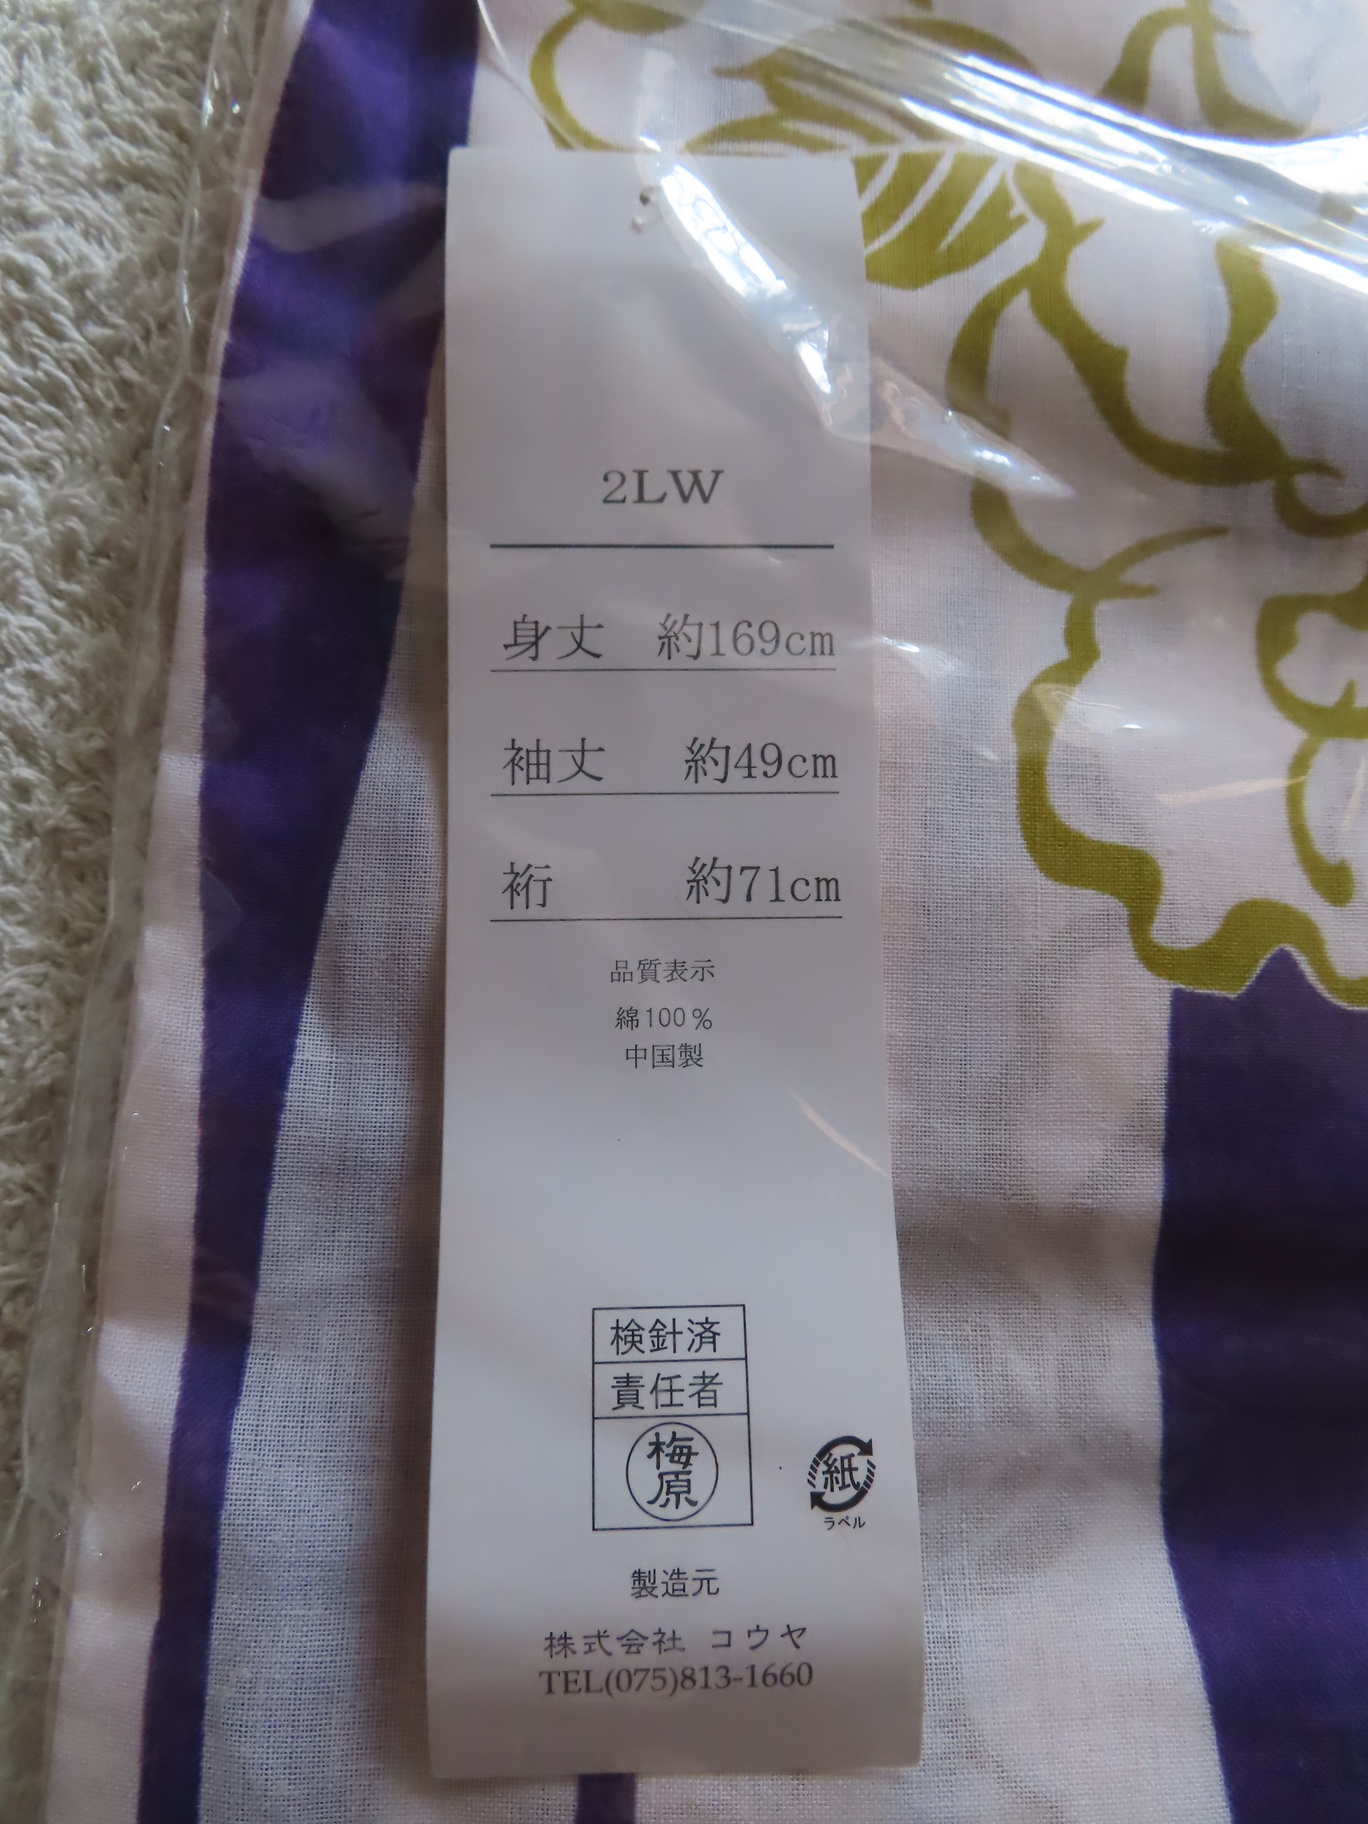 2LW
身丈 約169cm
袖丈 約49cm
裄 約71cm
品質表示
綿100%
中国製
検針済
責任者
梅原
紙
ラベル
製造元
株式会社 コウヤ
TEL(075)813-1660